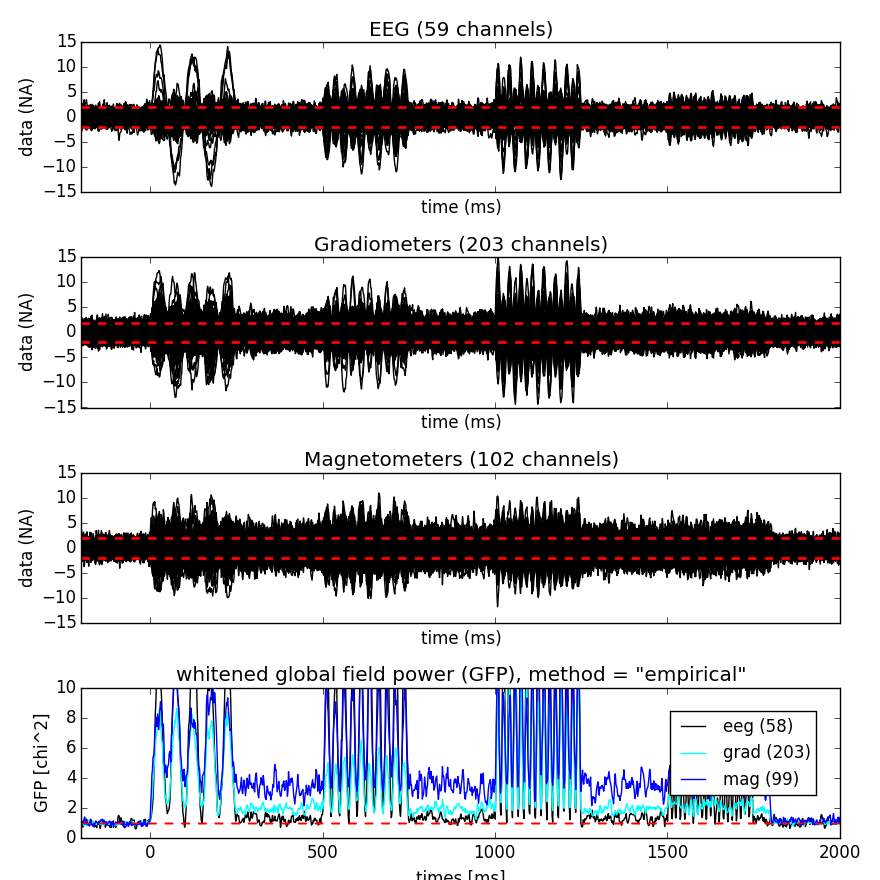 EEG (59 channels)
15
10
5
0
−5
−10
−15
data (NA)
time (ms)
Gradiometers (203 channels)
15
10
5
0
−5
−10
−15
data (NA)
time (ms)
Magnetometers (102 channels)
15
10
5
0
−5
−10
−15
data (NA)
time (ms)
whitened global field power (GFP), method = "empirical"
10
8
6
4
2
0
GFP [chi^2]
eeg (58)
grad (203)
mag (99)
0 500 1000 1500 2000
times [ms]